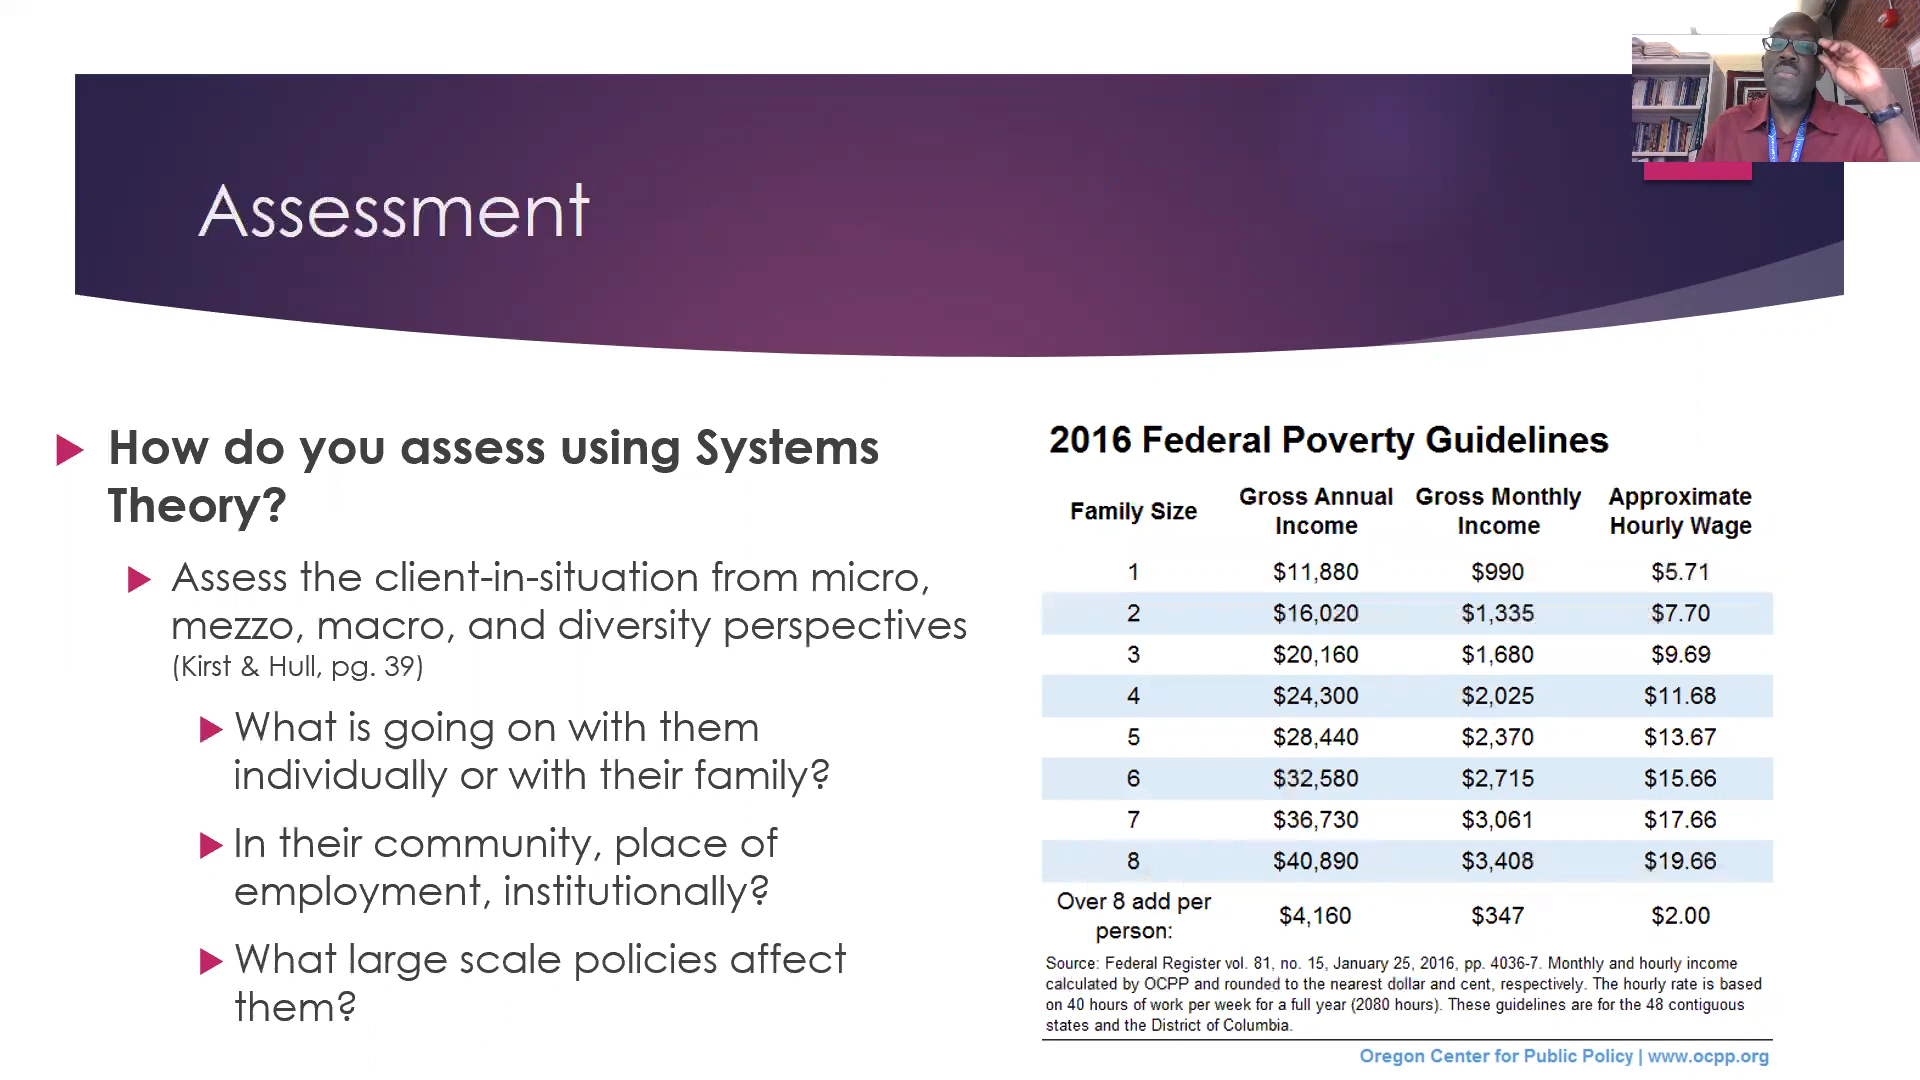 Assessment
How do you assess using Systems
Theory?
Assess the client-in-situation from micro,
mezzo, macro, and diversity perspectives
(Kirst & Hull, pg. 39)
What is going on with them
individually or with their family?
In their community, place of
employment, institutionally?
What large scale policies affect
them?
2016 Federal Poverty Guidelines
Family Size Gross Annual Income Gross Monthly Income Approximate Hourly Wage
1 $11,880 $990 $5.71
2 $16,020 $1,335 $7.70
3 $20,160 $1,680 $9.69
4 $24,300 $2,025 $11.68
5 $28,440 $2,370 $13.67
6 $32,580 $2,715 $15.66
7 $36,730 $3,061 $17.66
8 $40,890 $3,408 $19.66
Over 8 add per person: $4,160 $347 $2.00
Source: Federal Register vol. 81, no. 15, January 25, 2016, pp. 4036-7. Monthly and hourly income
calculated by OCPP and rounded to the nearest dollar and cent, respectively. The hourly rate is based
on 40 hours of work per week for a full year (2080 hours). These guidelines are for the 48 contiguous
states and the District of Columbia.
Oregon Center for Public Policy | www.ocpp.org